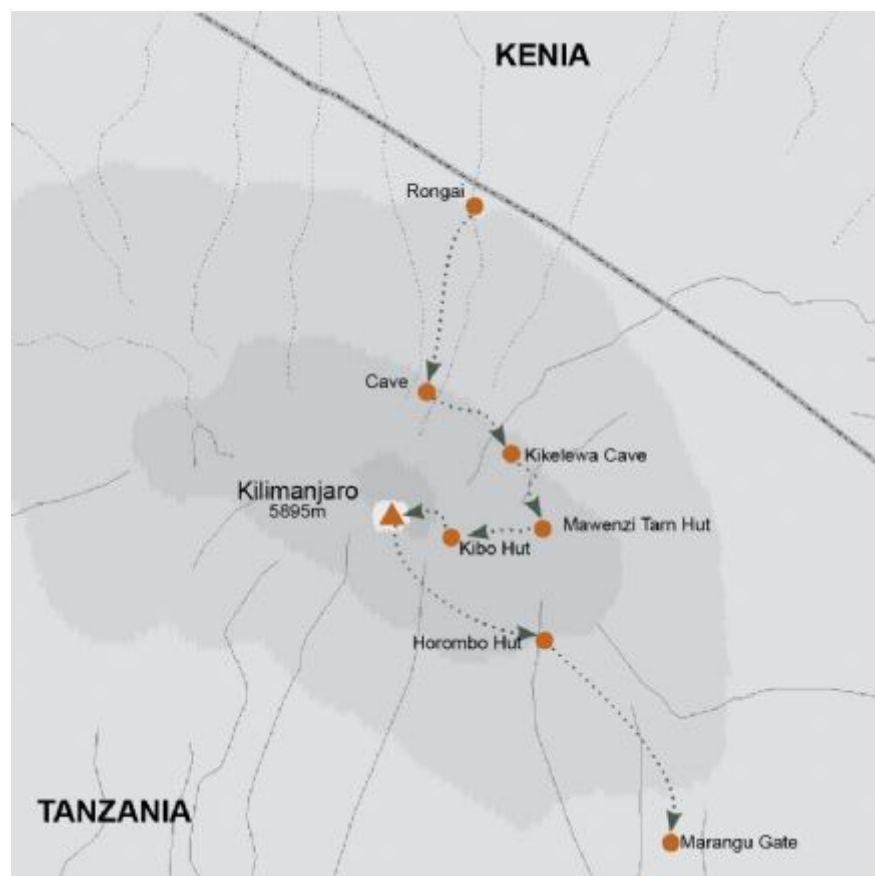 KENIA
Rongai
Cave
Kikelewa Cave
Kilimanjaro
5895m
Mawenzi Tarn Hut
Kibo Hut
Horombo Hut
TANZANIA
Marangu Gate